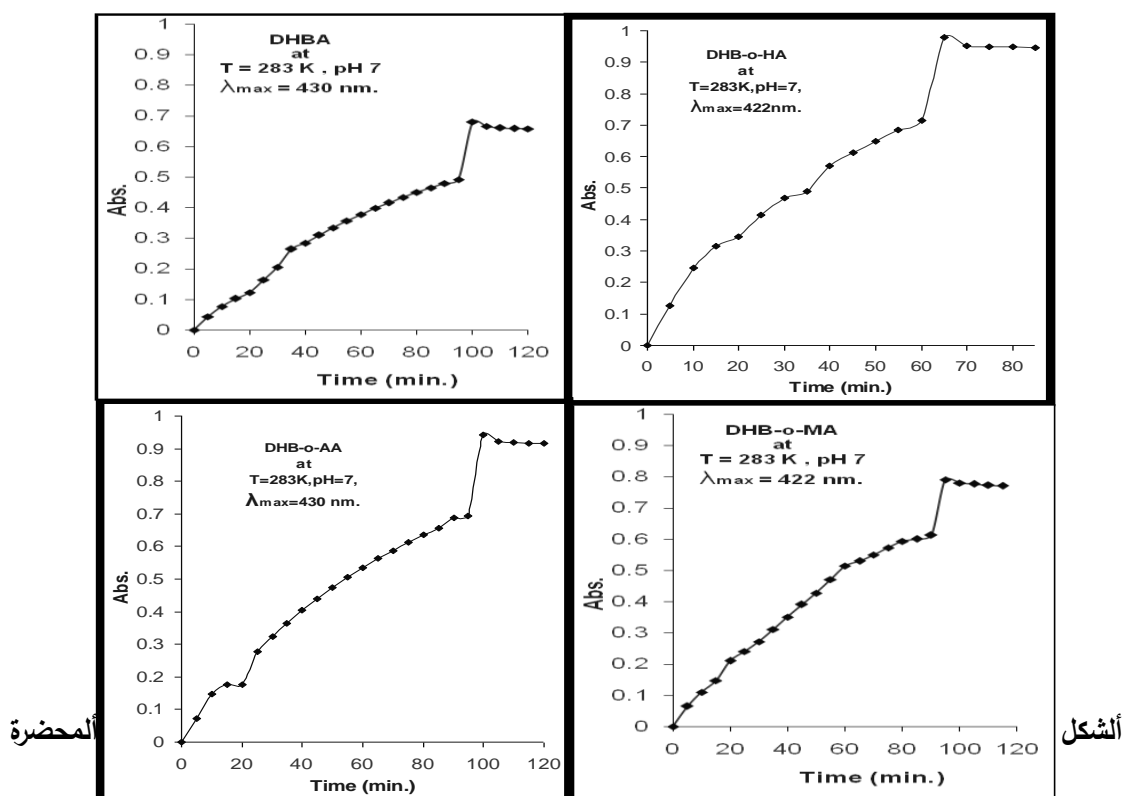 DHBA
at
T = 283 K , pH 7
λmax = 430 nm.
1
0.9
0.8
0.7
0.6
0.5
0.4
0.3
0.2
0.1
0
Abs.
0 20 40 60 80 100 120
Time (min.)
DHB-o-HA
at
T=283K,pH=7,
λmax=422nm.
1
0.9
0.8
0.7
0.6
0.5
0.4
0.3
0.2
0.1
0
Abs.
0 10 20 30 40 50 60 70 80
Time (min.)
DHB-o-AA
at
T=283K,pH=7,
λmax=430 nm.
1
0.9
0.8
0.7
0.6
0.5
0.4
0.3
0.2
0.1
0
Abs.
0 20 40 60 80 100 120
Time (min.)
DHB-o-MA
at
T = 283 K , pH 7
λmax = 422 nm.
1
0.9
0.8
0.7
0.6
0.5
0.4
0.3
0.2
0.1
0
Abs.
0 20 40 60 80 100 120
Time (min.)
ألشكل ألمحضرة